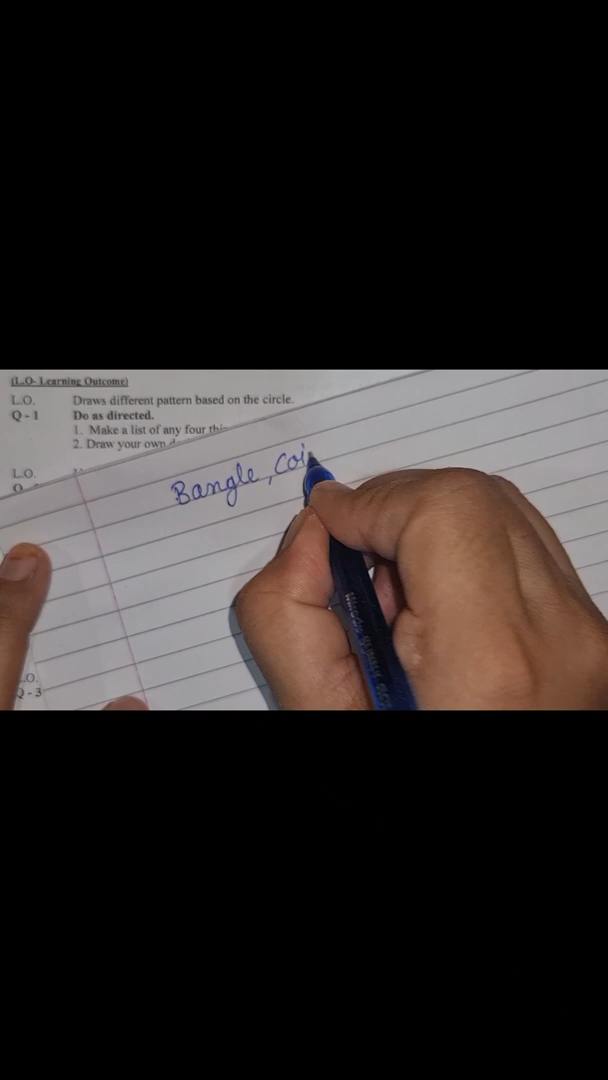 (L.O- Learning Outcome)
L.O. Draws different pattern based on the circle.
Q - 1 Do as directed.
1. Make a list of any four
2. Draw your own
L.O.
Bangle, Coi
Q - 3